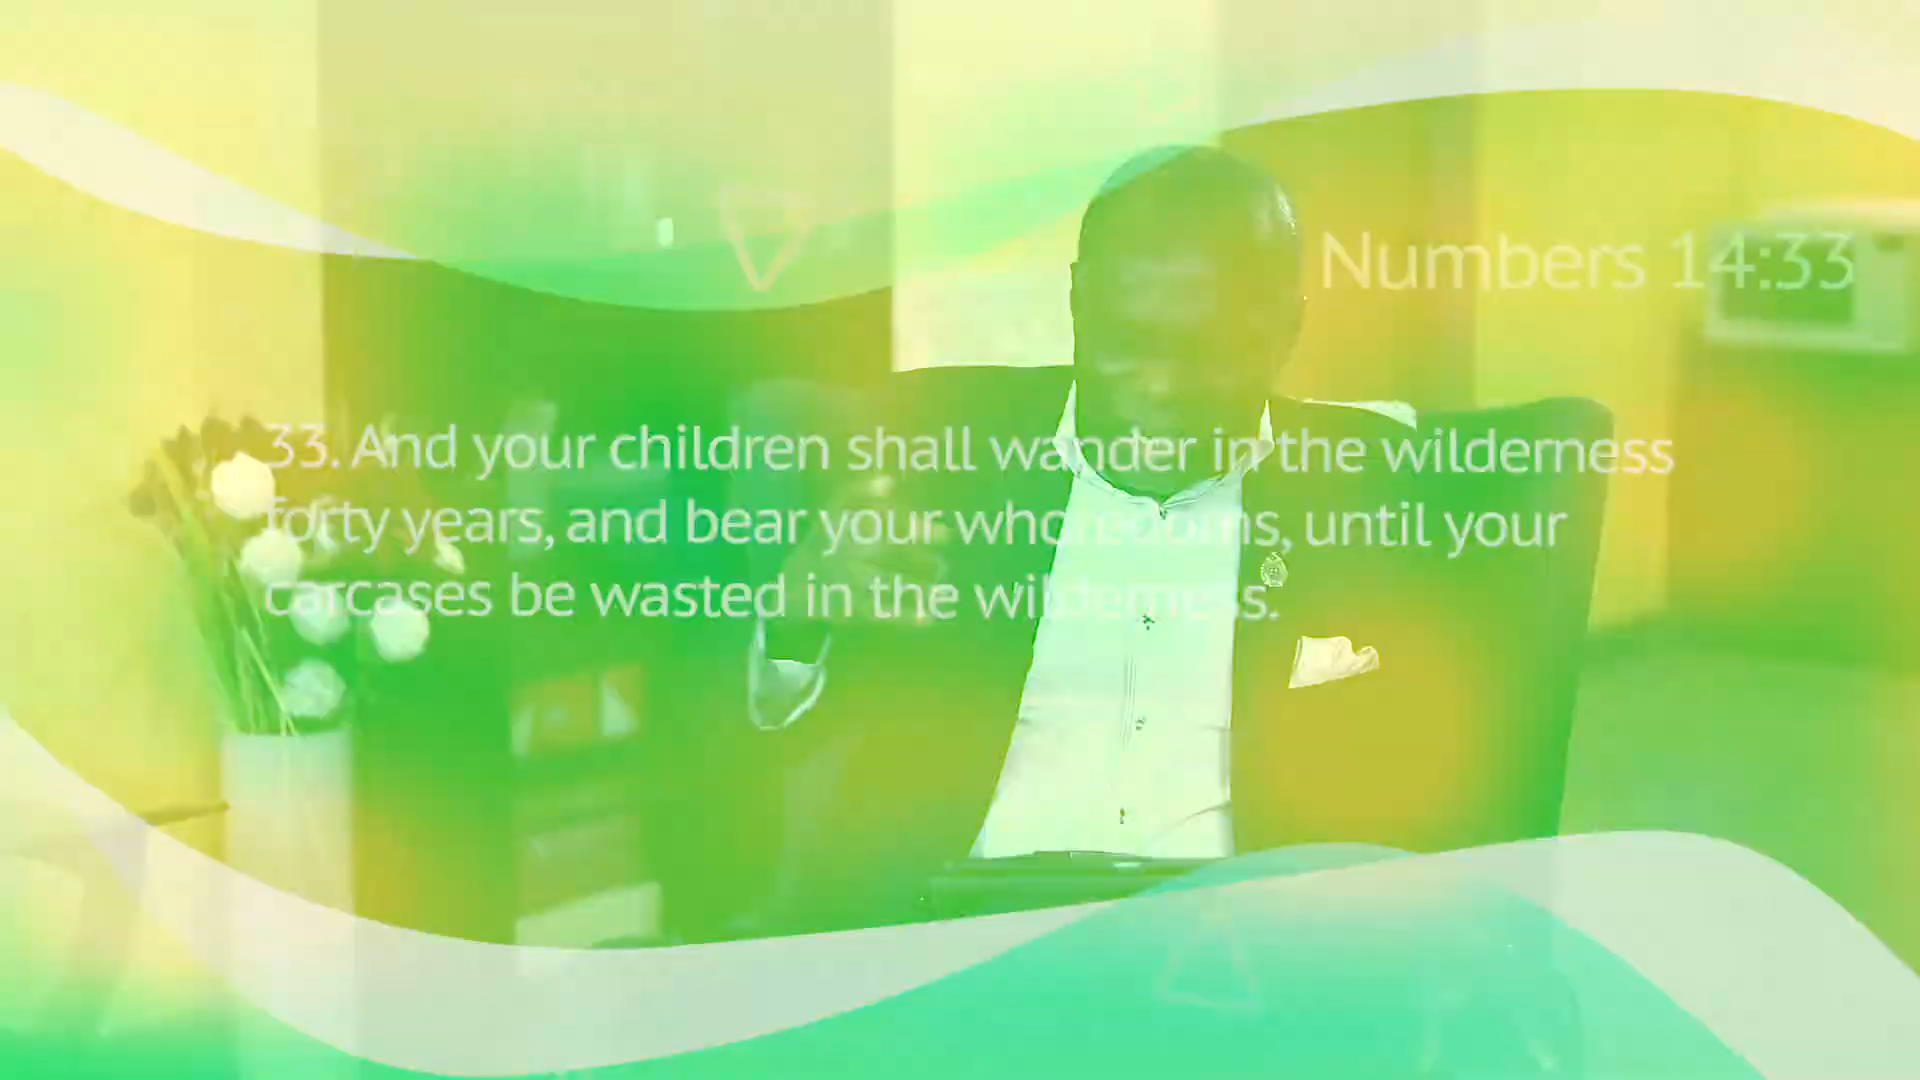 Numbers 14:33
33. And your children shall wander in the wilderness
forty years, and bear your whoredoms, until your
carcases be wasted in the wilderness.